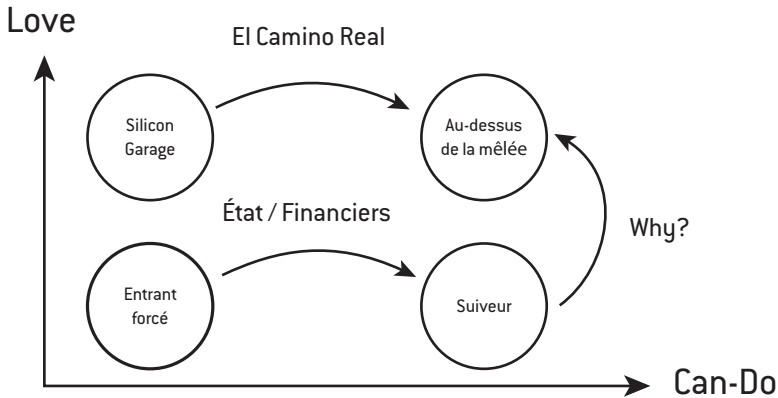 Love
El Camino Real
Silicon
Garage
Au-dessus
de la mêlée
État / Financiers
Why?
Entrant
forcé
Suiveur
Can-Do